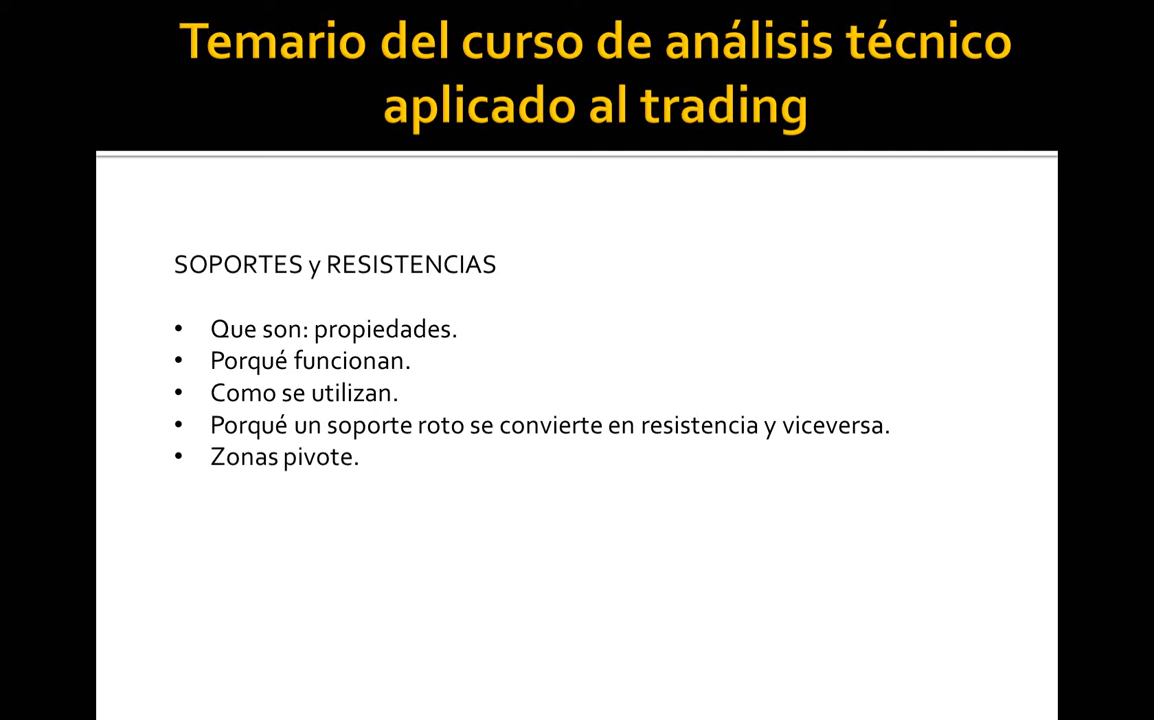 Temario del curso de análisis técnico
aplicado al trading
SOPORTES y RESISTENCIAS
• Que son: propiedades.
• Porqué funcionan.
• Como se utilizan.
• Porqué un soporte roto se convierte en resistencia y viceversa.
• Zonas pivote.